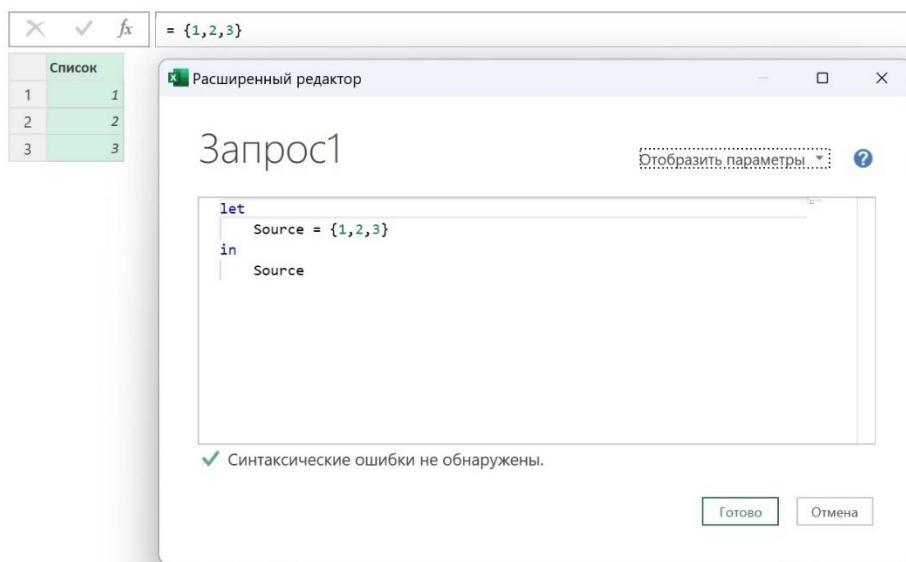 fx = {1,2,3}
Список
1 1
2 2
3 3
Расширенный редактор
Запрос1
Отобразить параметры
?
let
Source = {1,2,3}
in
Source
Синтаксические ошибки не обнаружены.
Готово Отмена